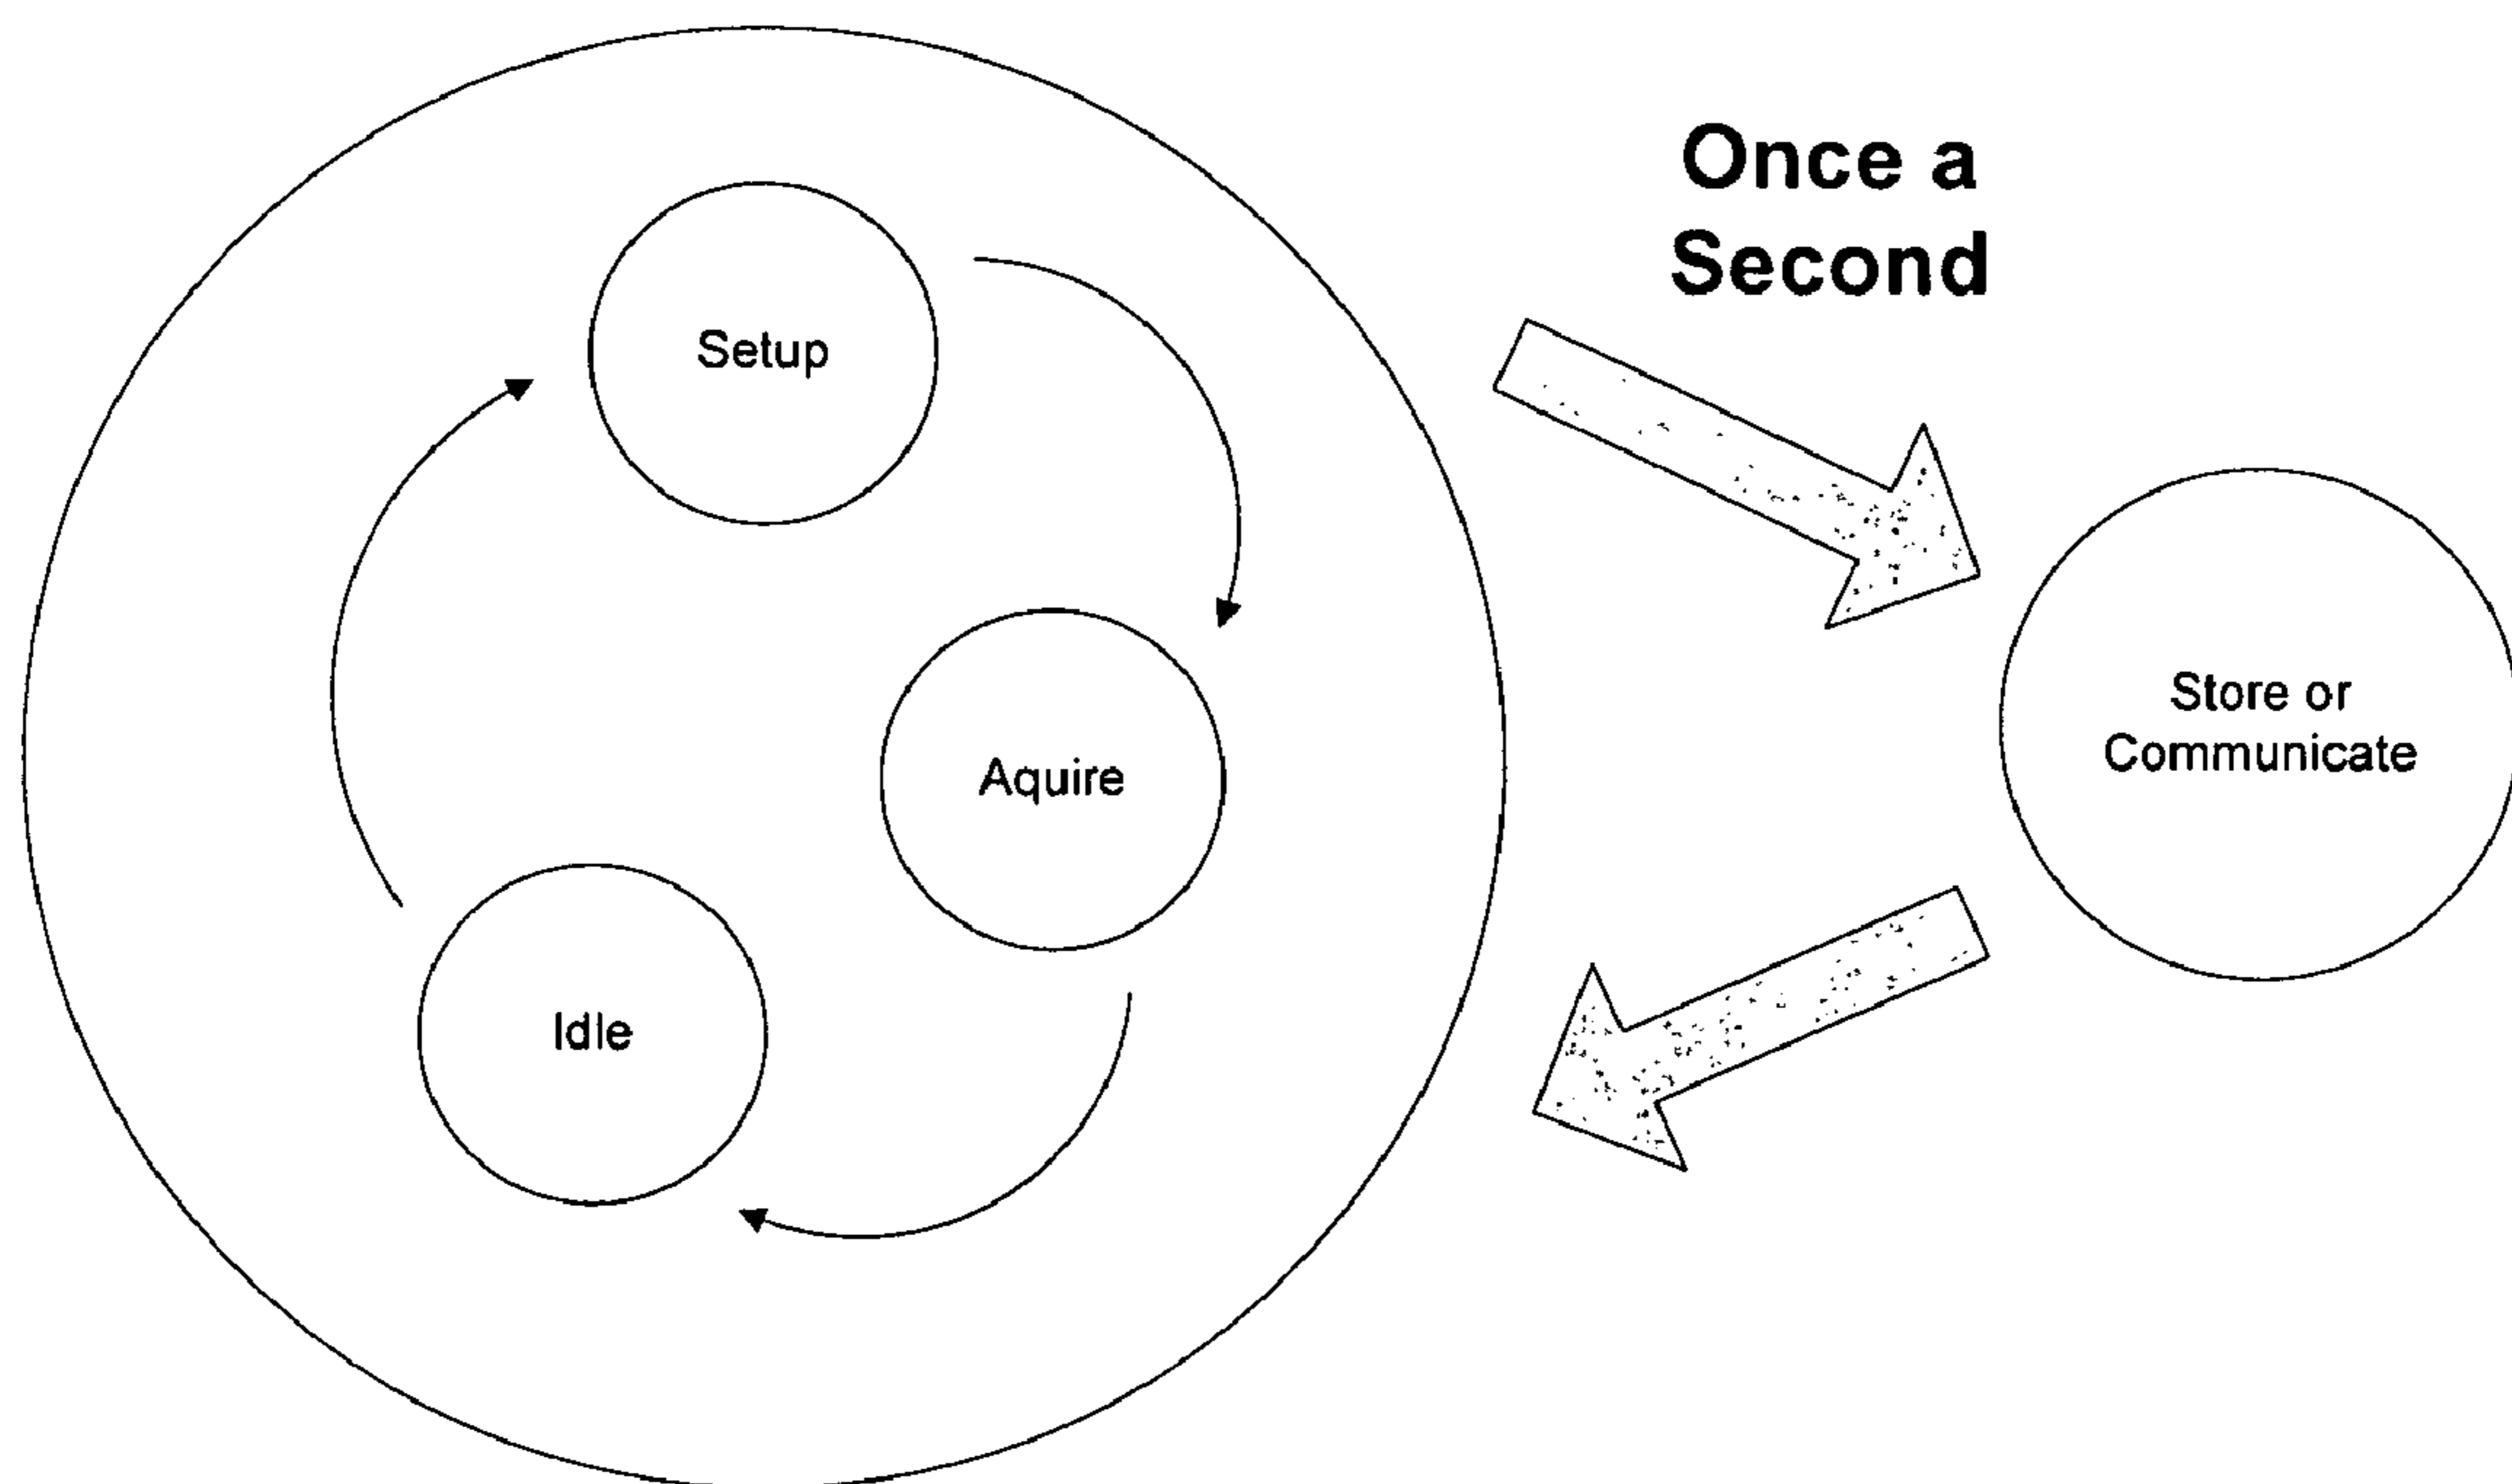 Once a
Second
Setup
Aquire
Idle
Store or
Communicate